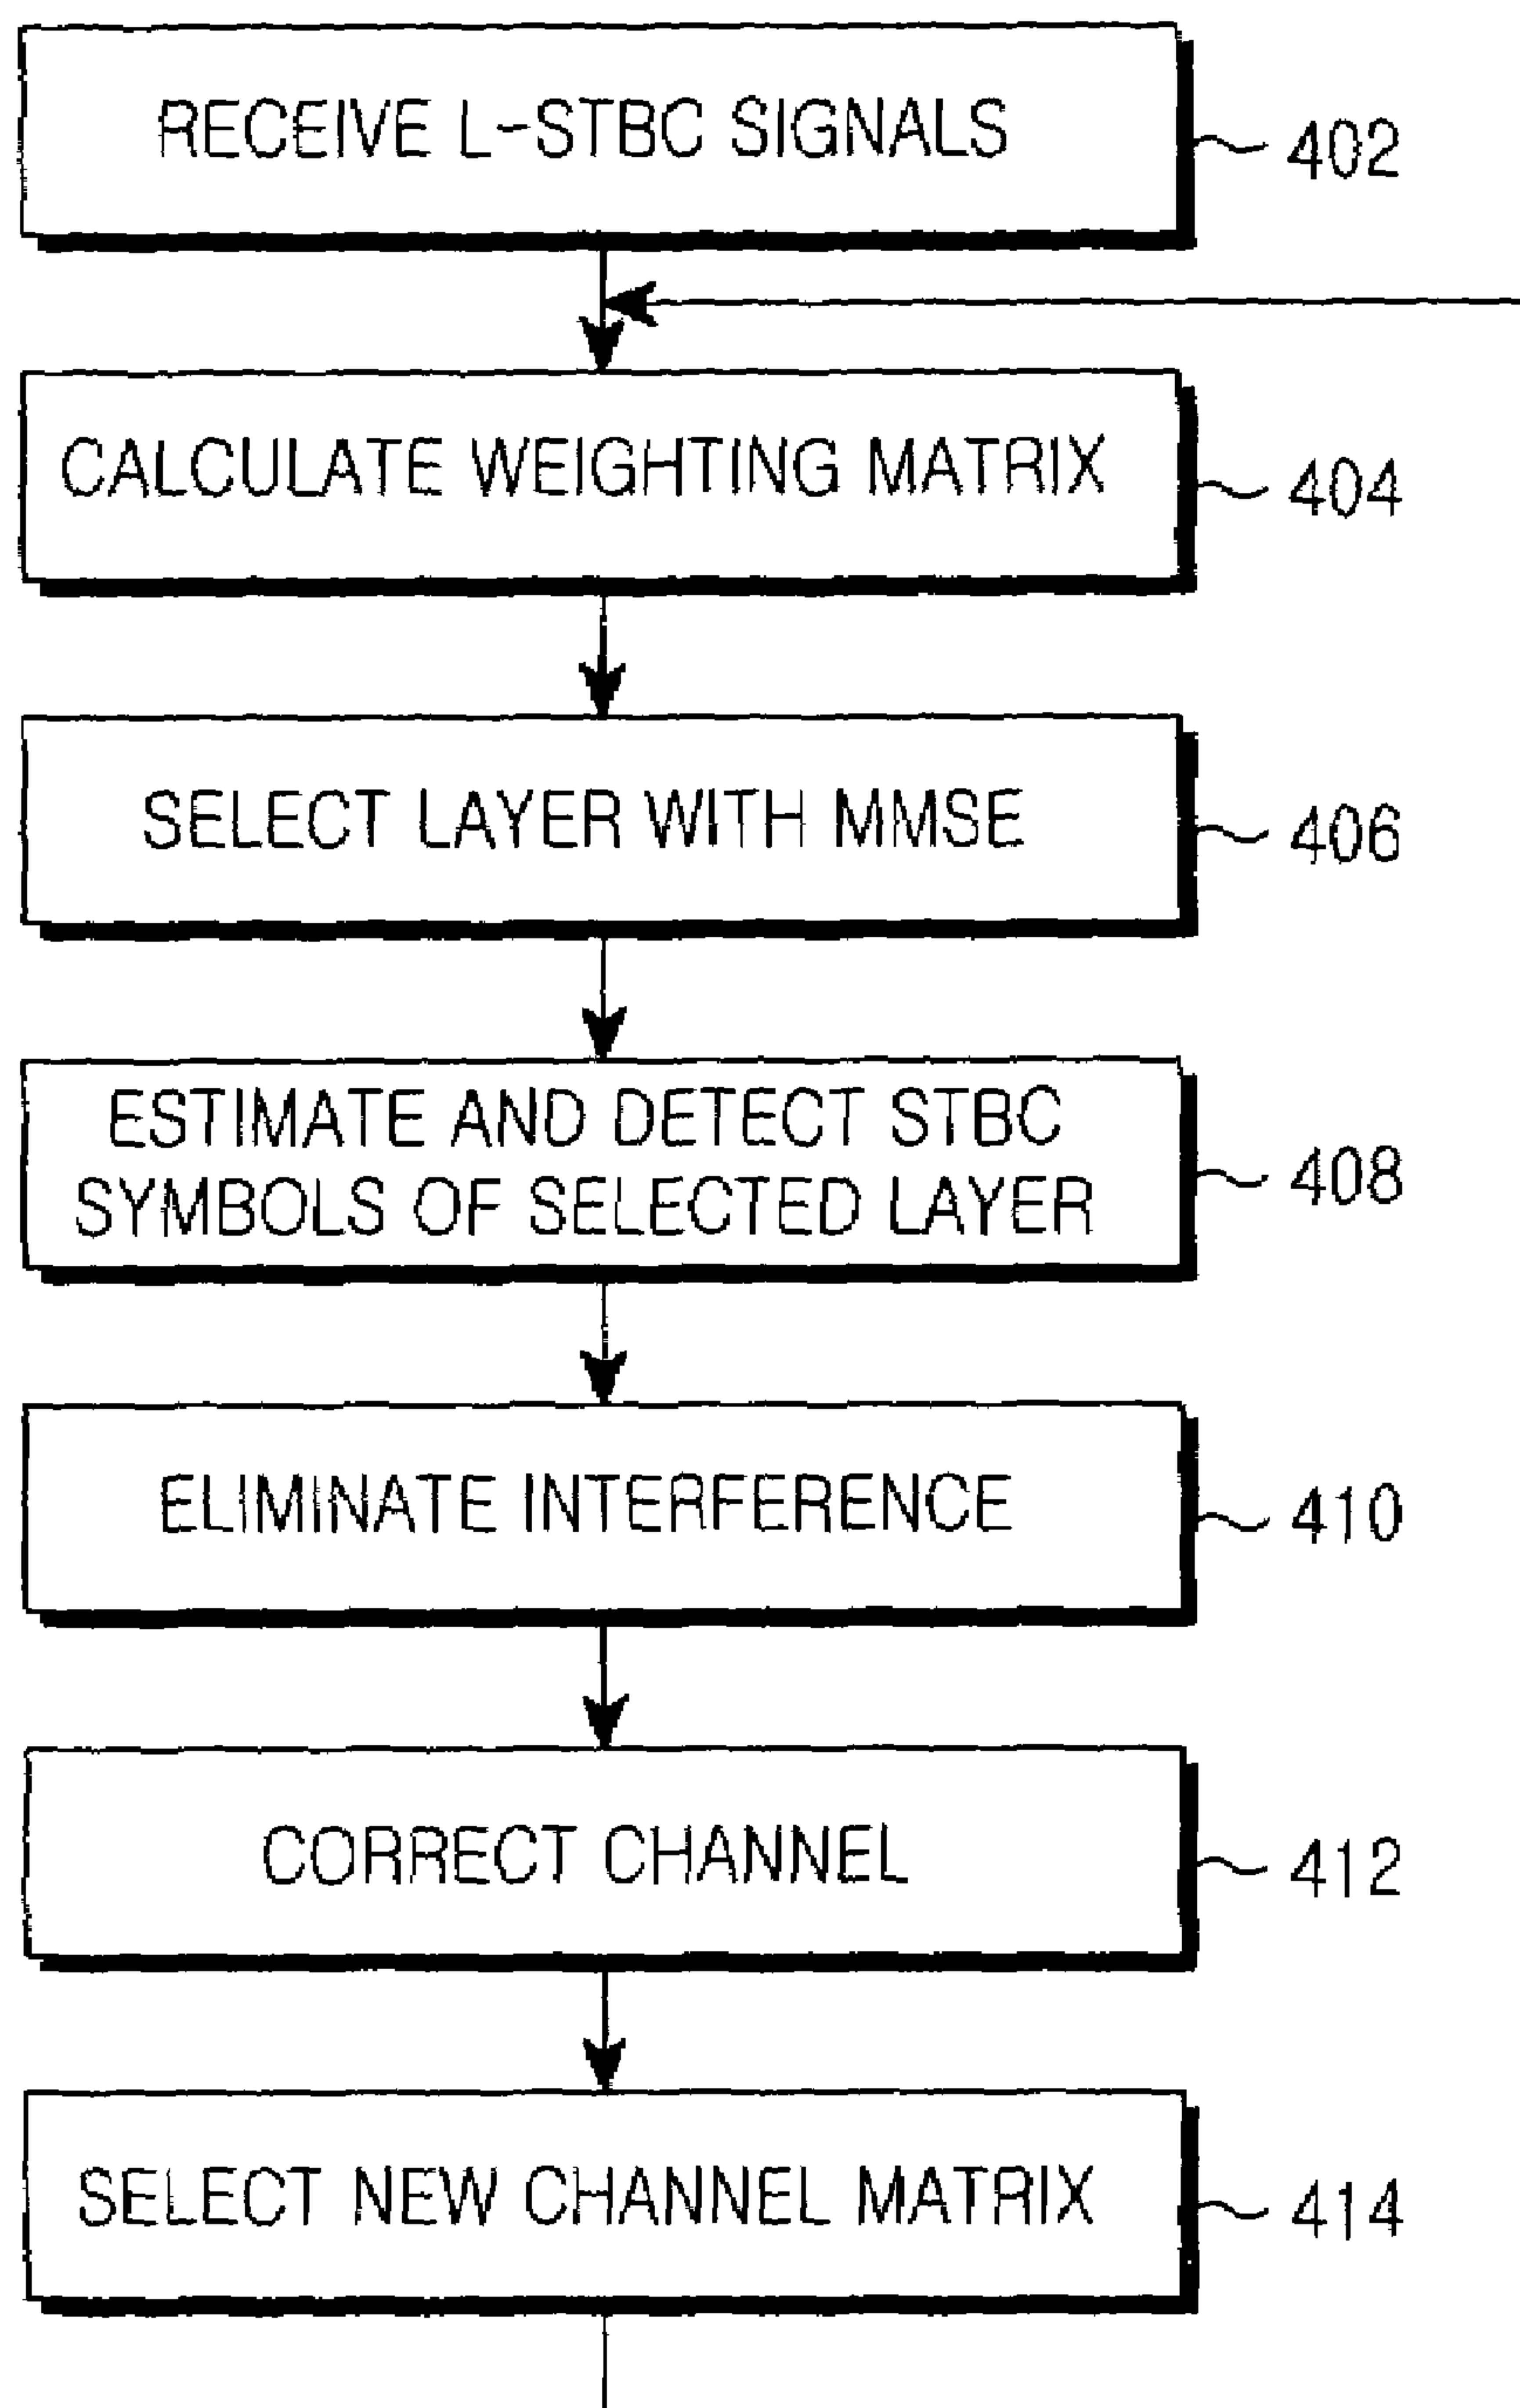 RECEIVE L-STBC SIGNALS
402
CALCULATE WEIGHTING MATRIX
404
SELECT LAYER WITH MMSE
406
ESTIMATE AND DETECT STBC
SYMBOLS OF SELECTED LAYER
408
ELIMINATE INTERFERENCE
410
CORRECT CHANNEL
412
SELECT NEW CHANNEL MATRIX
414